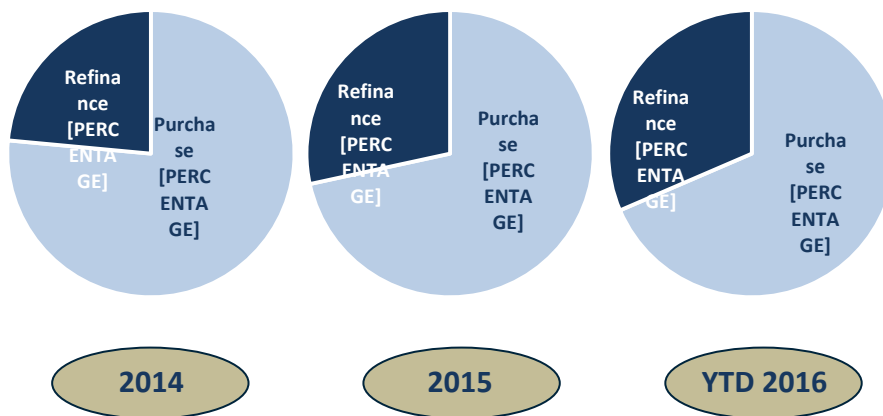 Refina
nce
[PERC
ENTA
GE]
Purcha
se
[PERC
ENTA
GE]
Refina
nce
[PERC
ENTA
GE]
Purcha
se
[PERC
ENTA
GE]
Refina
nce
[PERC
ENTA
GE]
Purcha
se
[PERC
ENTA
GE]
2014
2015
YTD 2016